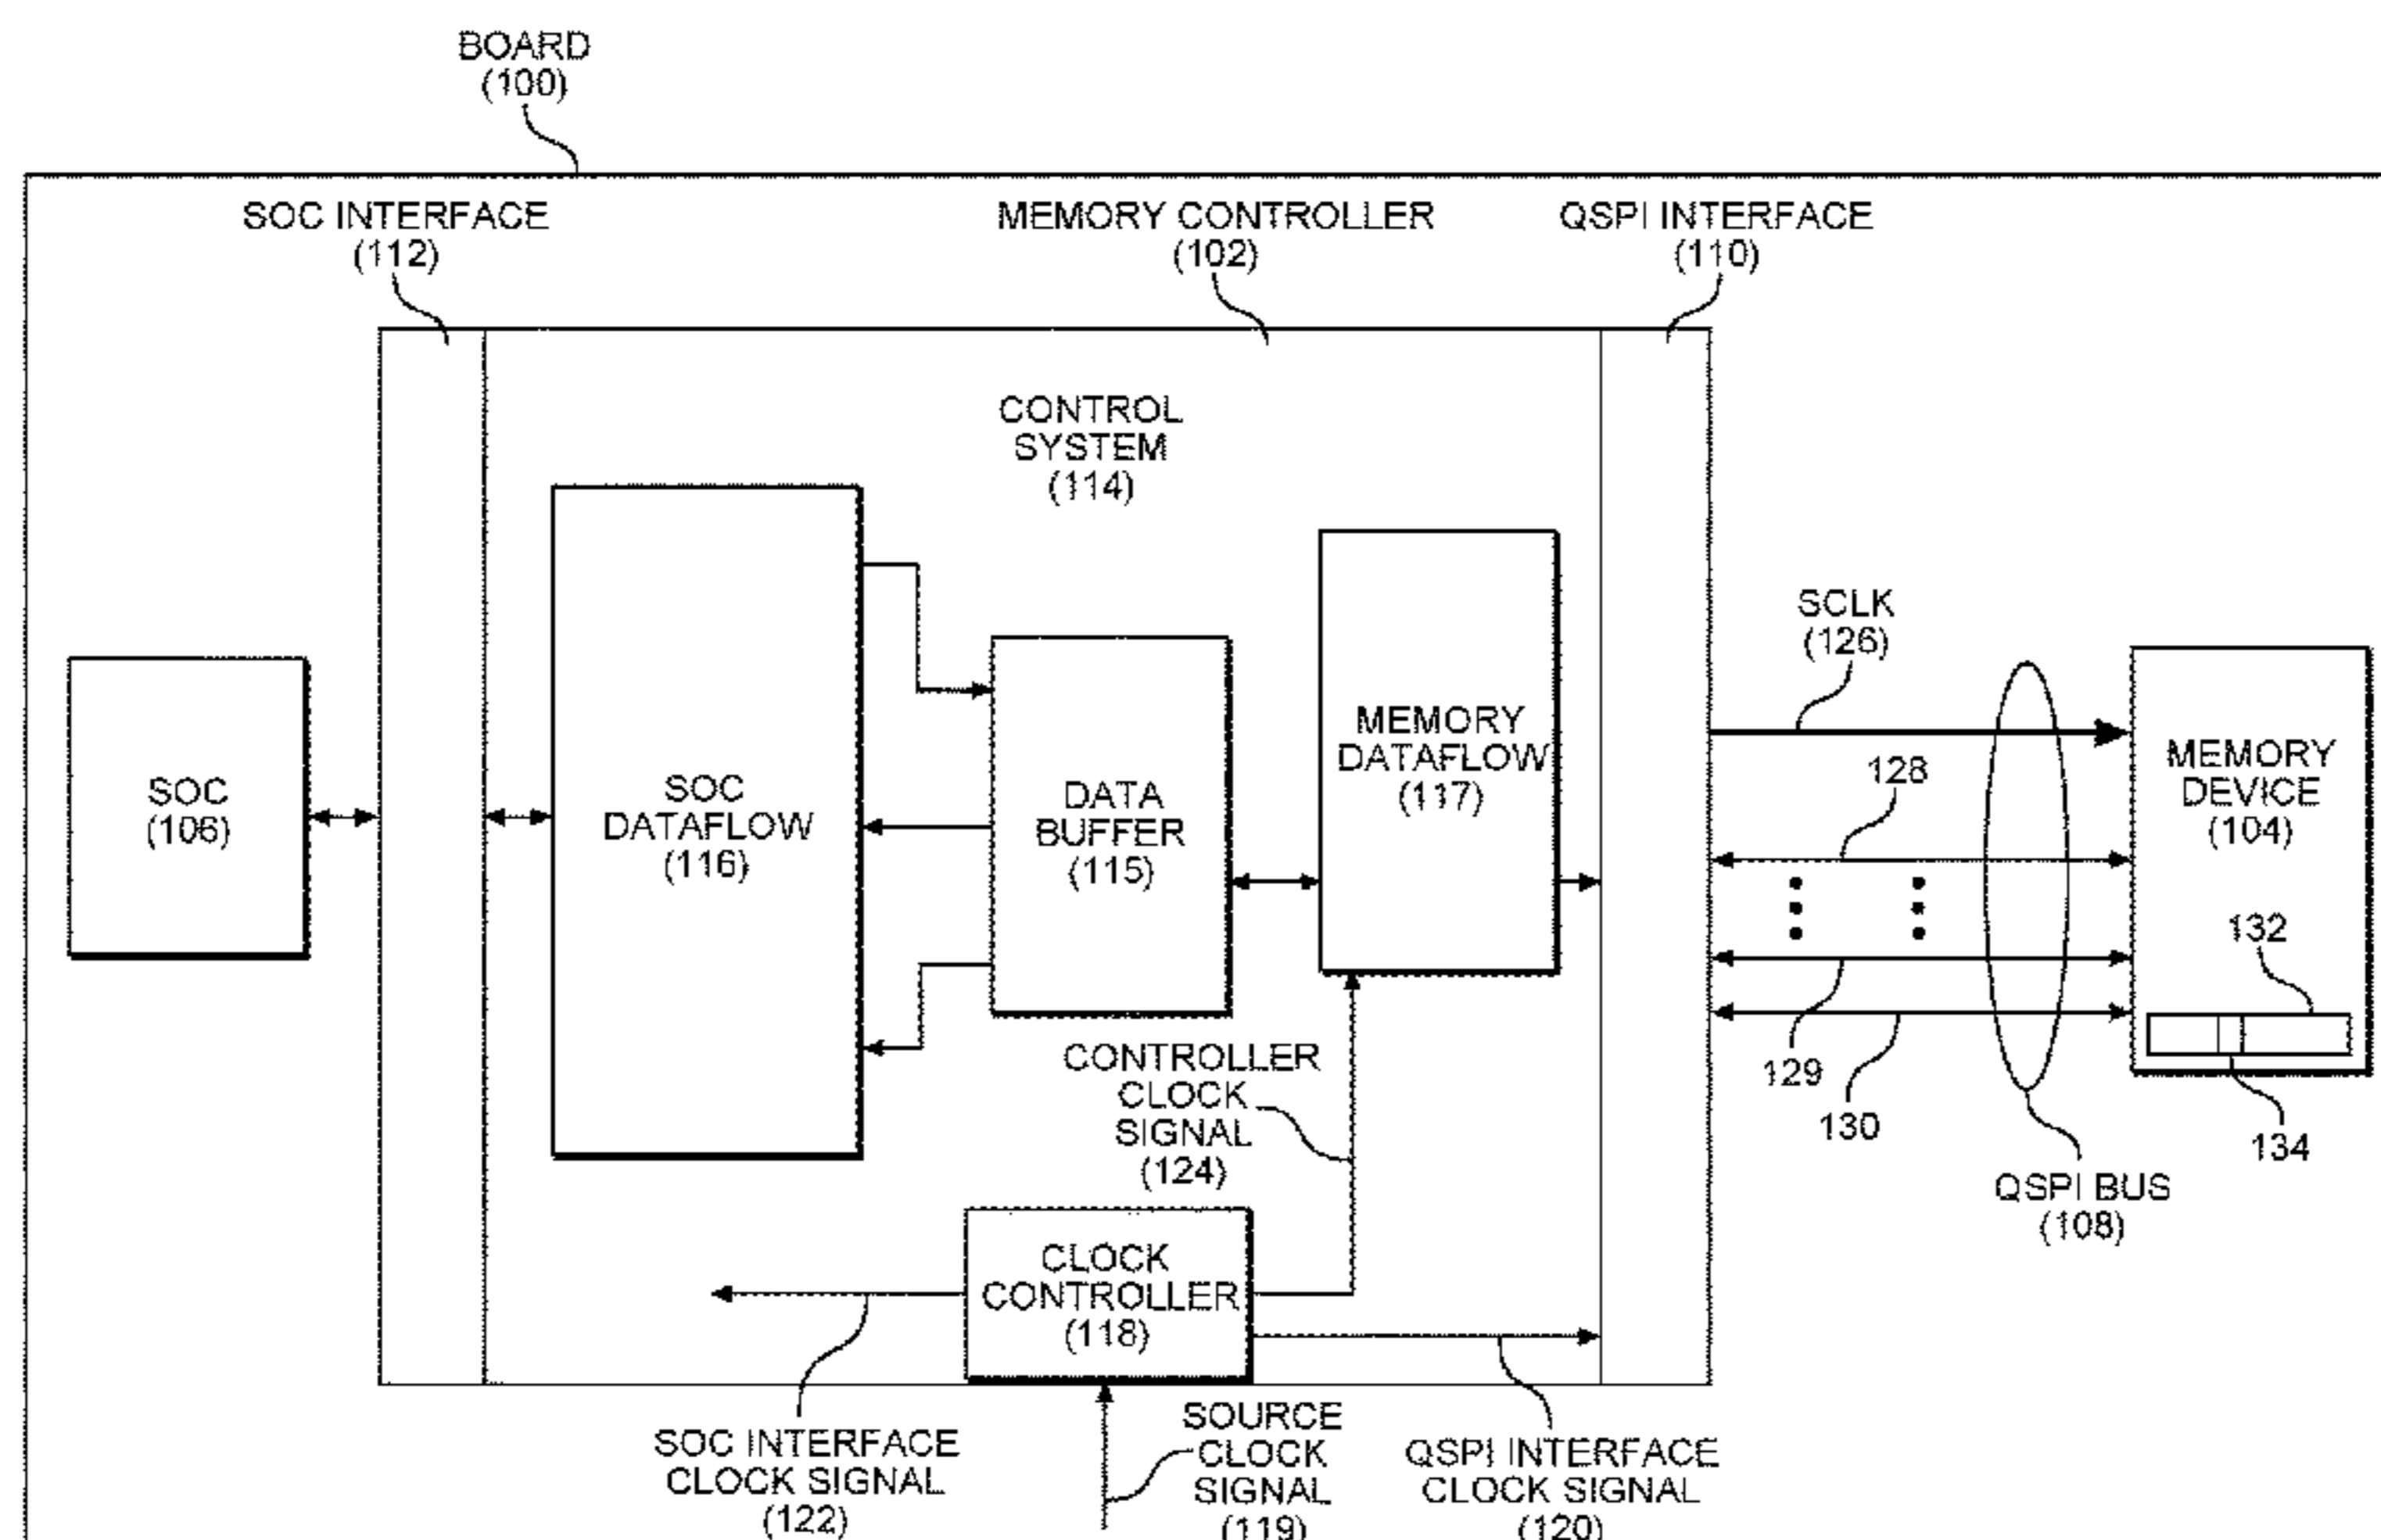 BOARD
(100)
SOC INTERFACE
(112)
MEMORY CONTROLLER
(102)
QSPI INTERFACE
(110)
CONTROL
SYSTEM
(114)
SOC
(106)
SOC
DATAFLOW
(116)
DATA
BUFFER
(115)
MEMORY
DATAFLOW
(117)
SCLK
(126)
128
129
130
MEMORY
DEVICE
(104)
132
134
QSPI BUS
(108)
CONTROLLER
CLOCK
SIGNAL
(124)
CLOCK
CONTROLLER
(118)
SOC INTERFACE
CLOCK SIGNAL
(122)
SOURCE
CLOCK
SIGNAL
(119)
QSPI INTERFACE
CLOCK SIGNAL
(120)